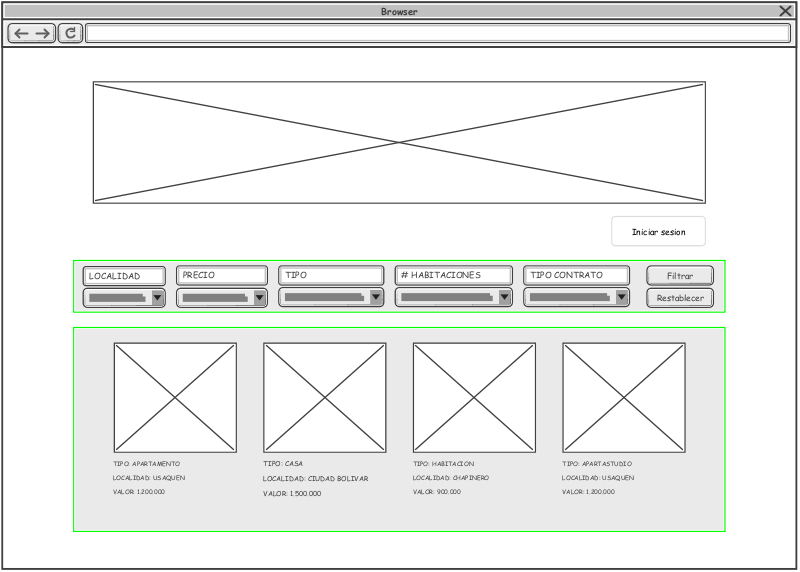 Browser
Iniciar sesion
LOCALIDAD
PRECIO
TIPO
# HABITACIONES
TIPO CONTRATO
Filtrar
Restablecer
TIPO: APARTAMENTO
LOCALIDAD: USAQUEN
VALOR: 1.200.000
TIPO: CASA
LOCALIDAD: CIUDAD BOLIVAR
VALOR: 1.500.000
TIPO: HABITACION
LOCALIDAD: CHAPINERO
VALOR: 900.000
TIPO: APARTASTUDIO
LOCALIDAD: USAQUEN
VALOR: 1.200.000